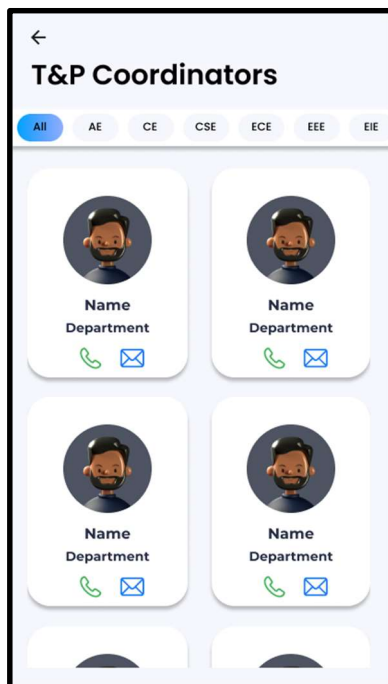 T&P Coordinators
All AE CE CSE ECE EEE EIE
Name Name
Department Department
Name Name
Department Department